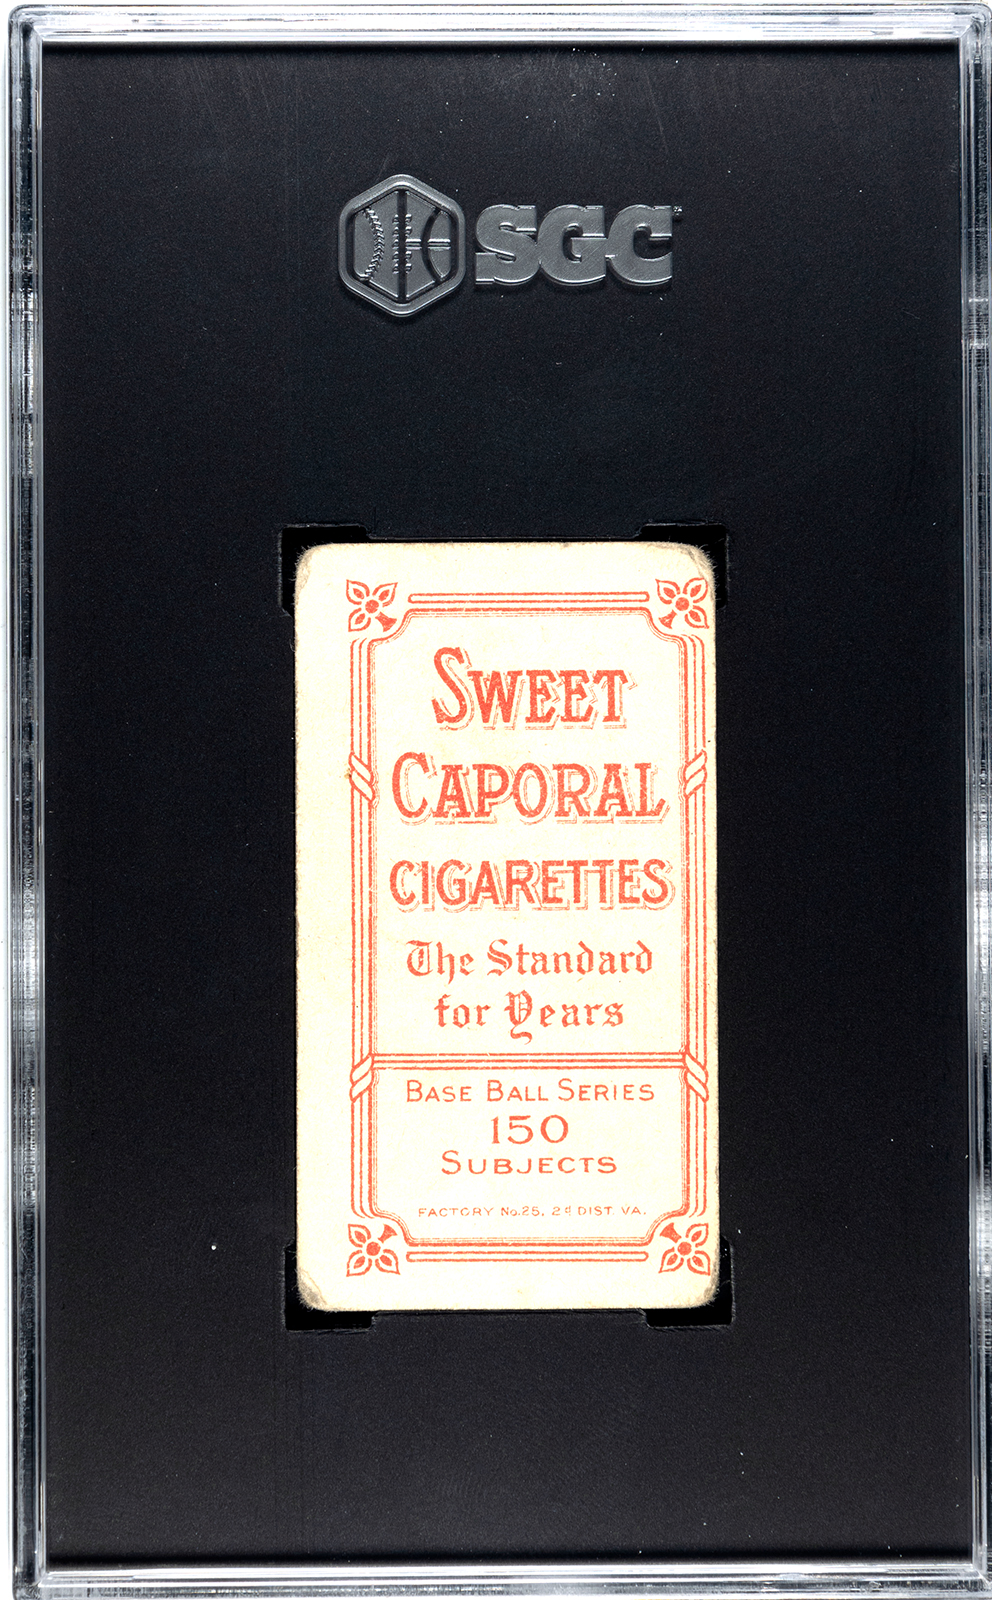 SGC
SWEET
CAPORAL
CIGARETTES
The Standard
for Years
BASE BALL SERIES
150
SUBJECTS
FACTORY No.25, 2d DIST. VA.